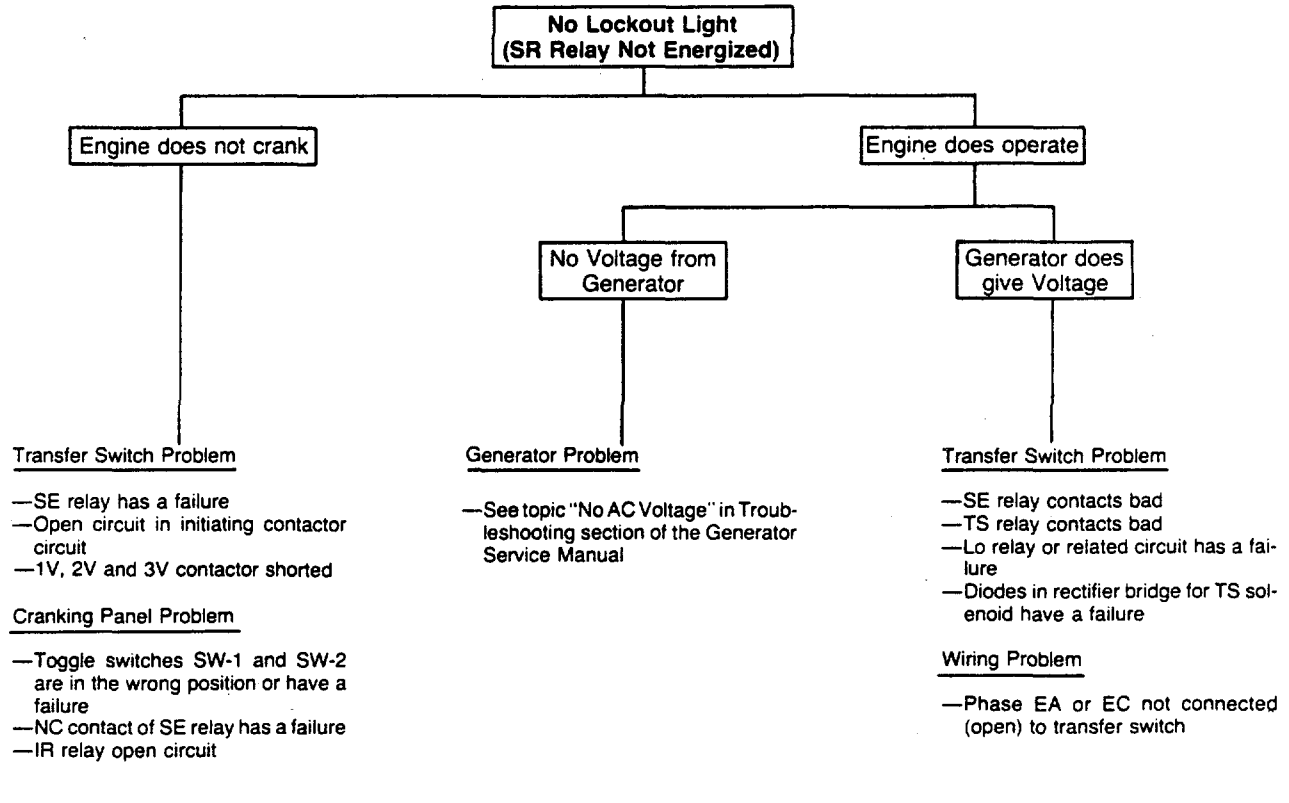 No Lockout Light
(SR Relay Not Energized)
Engine does not crank
Engine does operate
No Voltage from
Generator
Generator does
give Voltage
Transfer Switch Problem
—SE relay has a failure
—Open circuit in initiating contactor
circuit
—1V, 2V and 3V contactor shorted
Cranking Panel Problem
—Toggle switches SW-1 and SW-2
are in the wrong position or have a
failure
—NC contact of SE relay has a failure
—IR relay open circuit
Generator Problem
—See topic "No AC Voltage" in Trou-
bleshooting section of the Generator
Service Manual
Transfer Switch Problem
—SE relay contacts bad
—TS relay contacts bad
—Lo relay or related circuit has a fai-
lure
—Diodes in rectifier bridge for TS sol-
enoid have a failure
Wiring Problem
—Phase EA or EC not connected
(open) to transfer switch